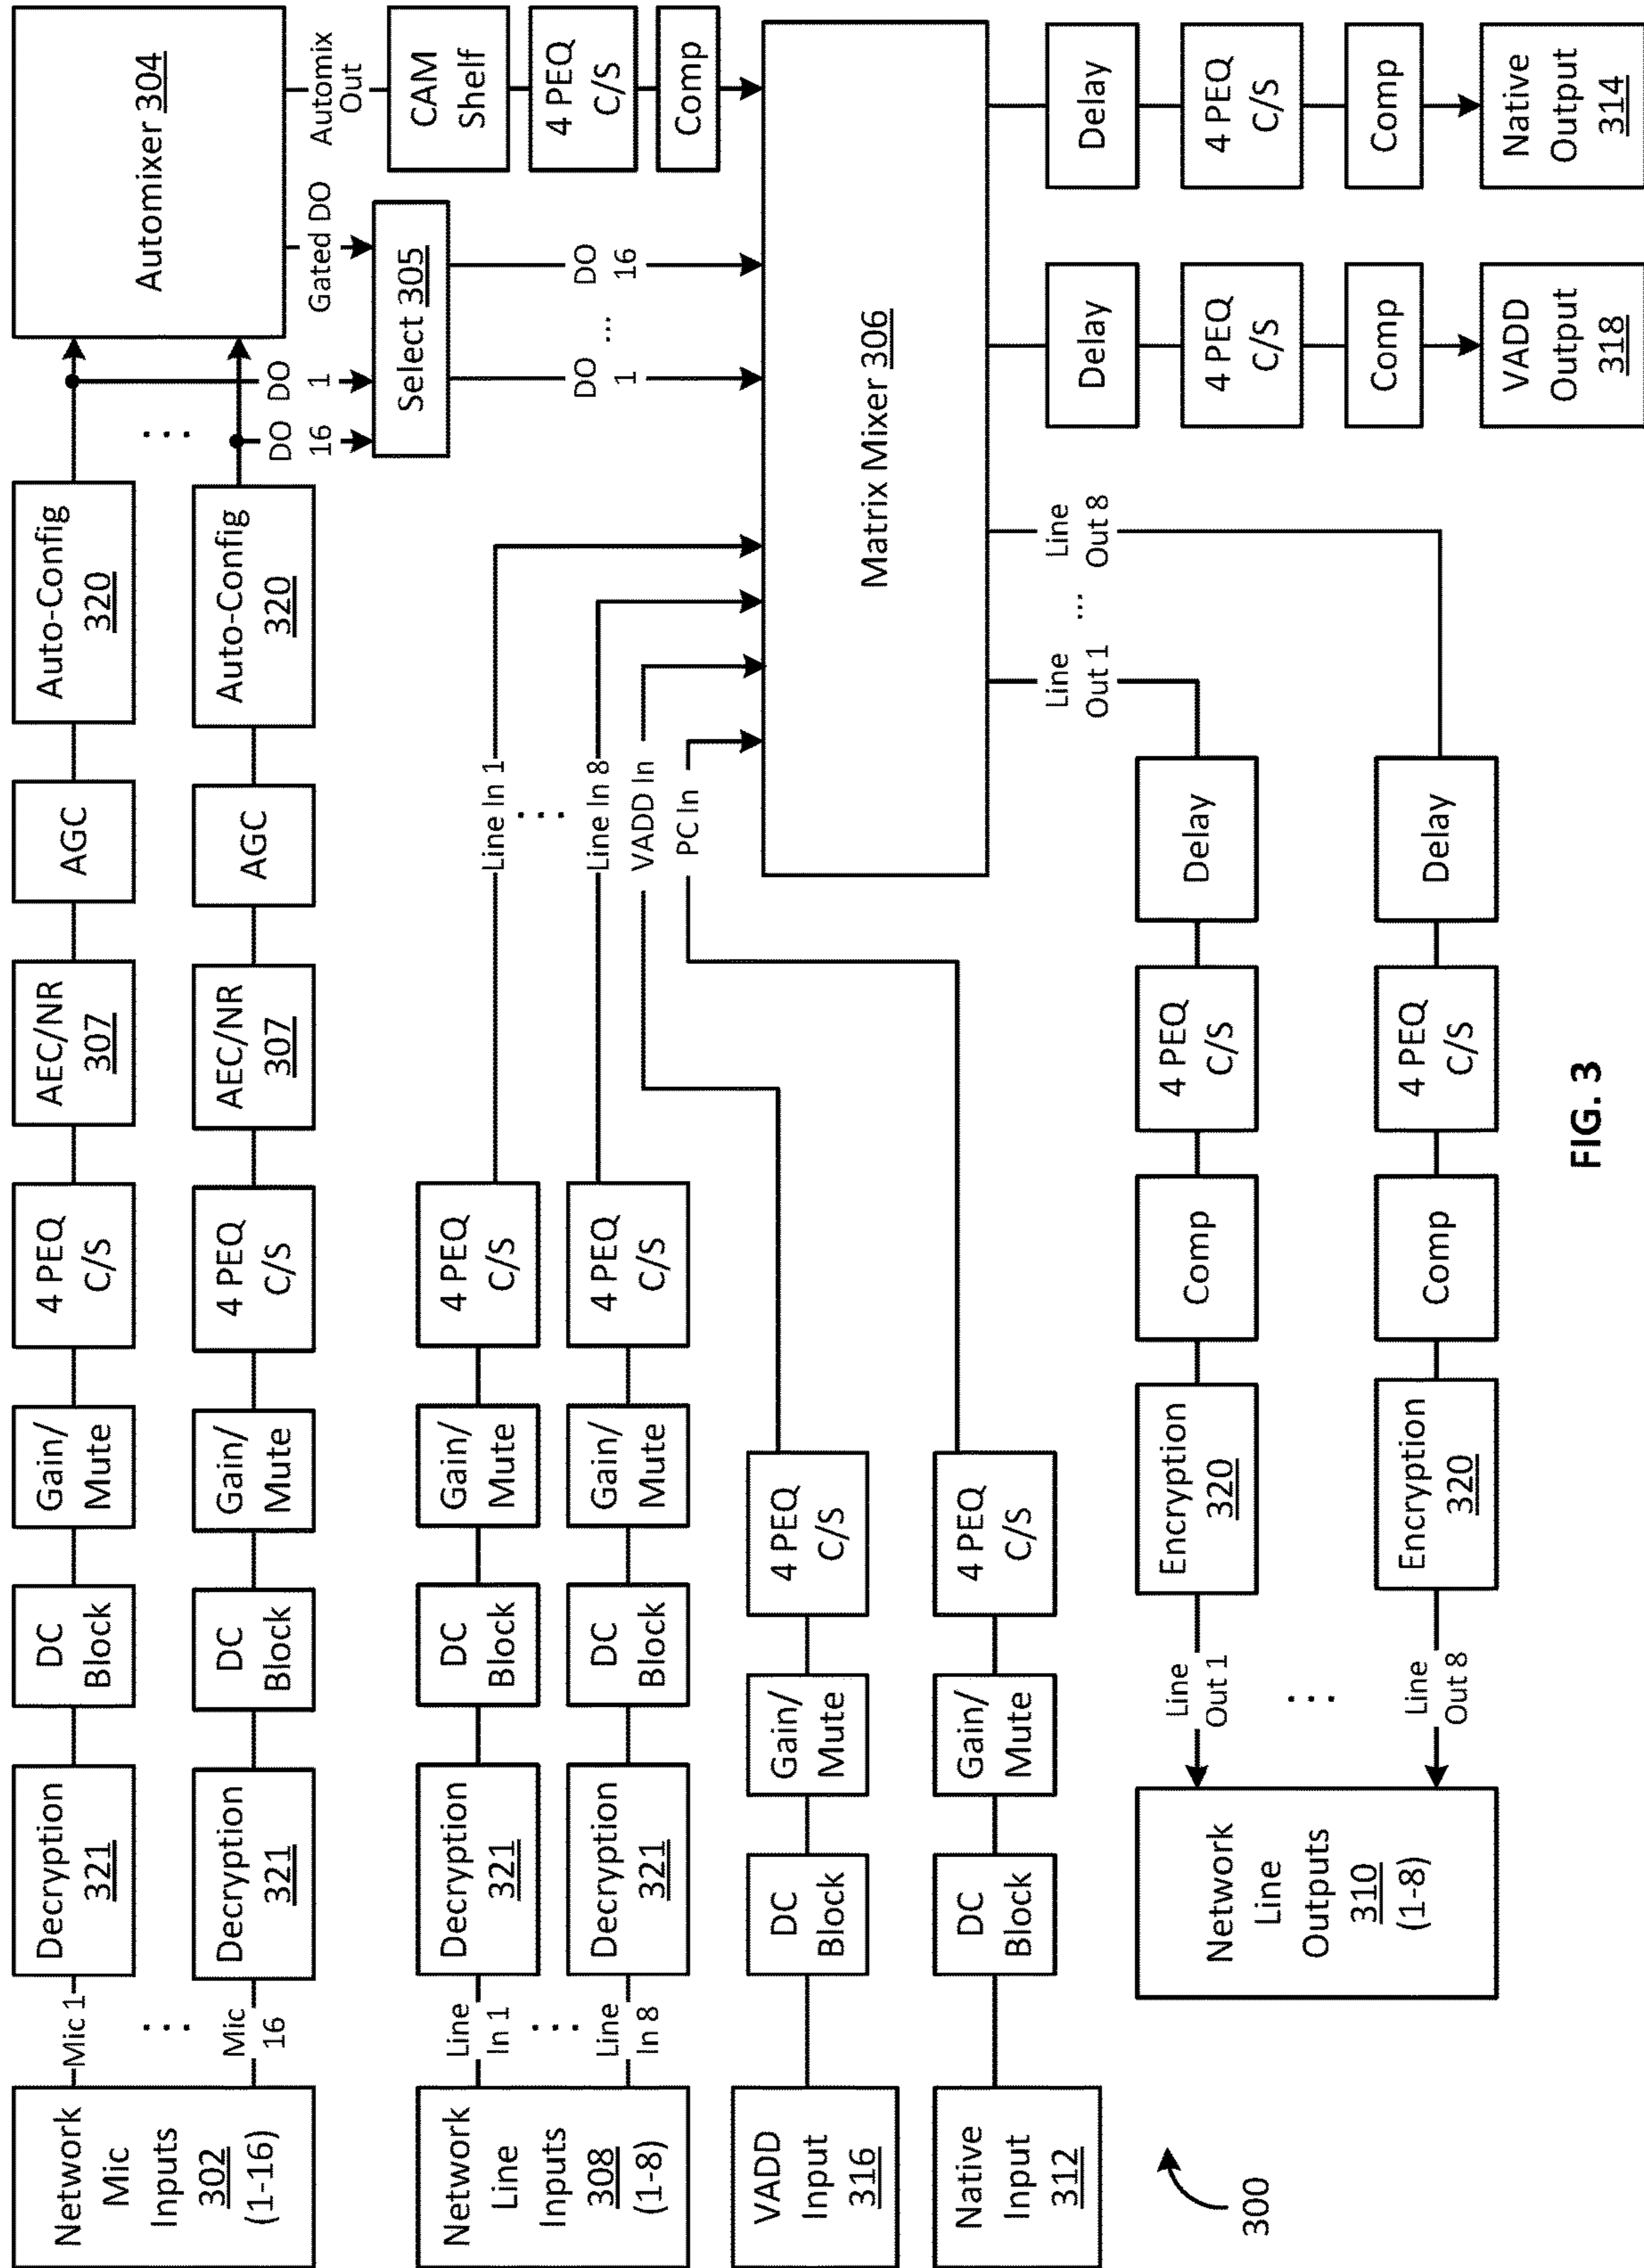 Network
Mic
Inputs
302
(1-16)
Mic 1
...
Mic
16
Decryption
321
DC
Block
Gain/
Mute
4 PEQ
C/S
AEC/NR
307
AGC
Auto-Config
320
Decryption
321
DC
Block
Gain/
Mute
4 PEQ
C/S
AEC/NR
307
AGC
Auto-Config
320
...
DO
16
DO
1
Automixer 304
Gated DO
Automix
Out
Select 305
CAM
Shelf
4 PEQ
C/S
Comp
DO
1
...
DO
16
Network
Line
Inputs
308
(1-8)
Line
In 1
...
Line
In 8
Decryption
321
DC
Block
Gain/
Mute
4 PEQ
C/S
Line In 1
...
Decryption
321
DC
Block
Gain/
Mute
4 PEQ
C/S
Line In 8
VADD
Input
316
DC
Block
Gain/
Mute
4 PEQ
C/S
VADD In
Native
Input
312
DC
Block
Gain/
Mute
4 PEQ
C/S
PC In
Matrix Mixer 306
Line
Out 1
...
Line
Out 8
Delay
4 PEQ
C/S
Comp
VADD
Output
318
Delay
4 PEQ
C/S
Comp
Native
Output
314
Network
Line
Outputs
310
(1-8)
Line
Out 1
...
Line
Out 8
Encryption
320
Comp
4 PEQ
C/S
Delay
Encryption
320
Comp
4 PEQ
C/S
Delay
300
FIG. 3